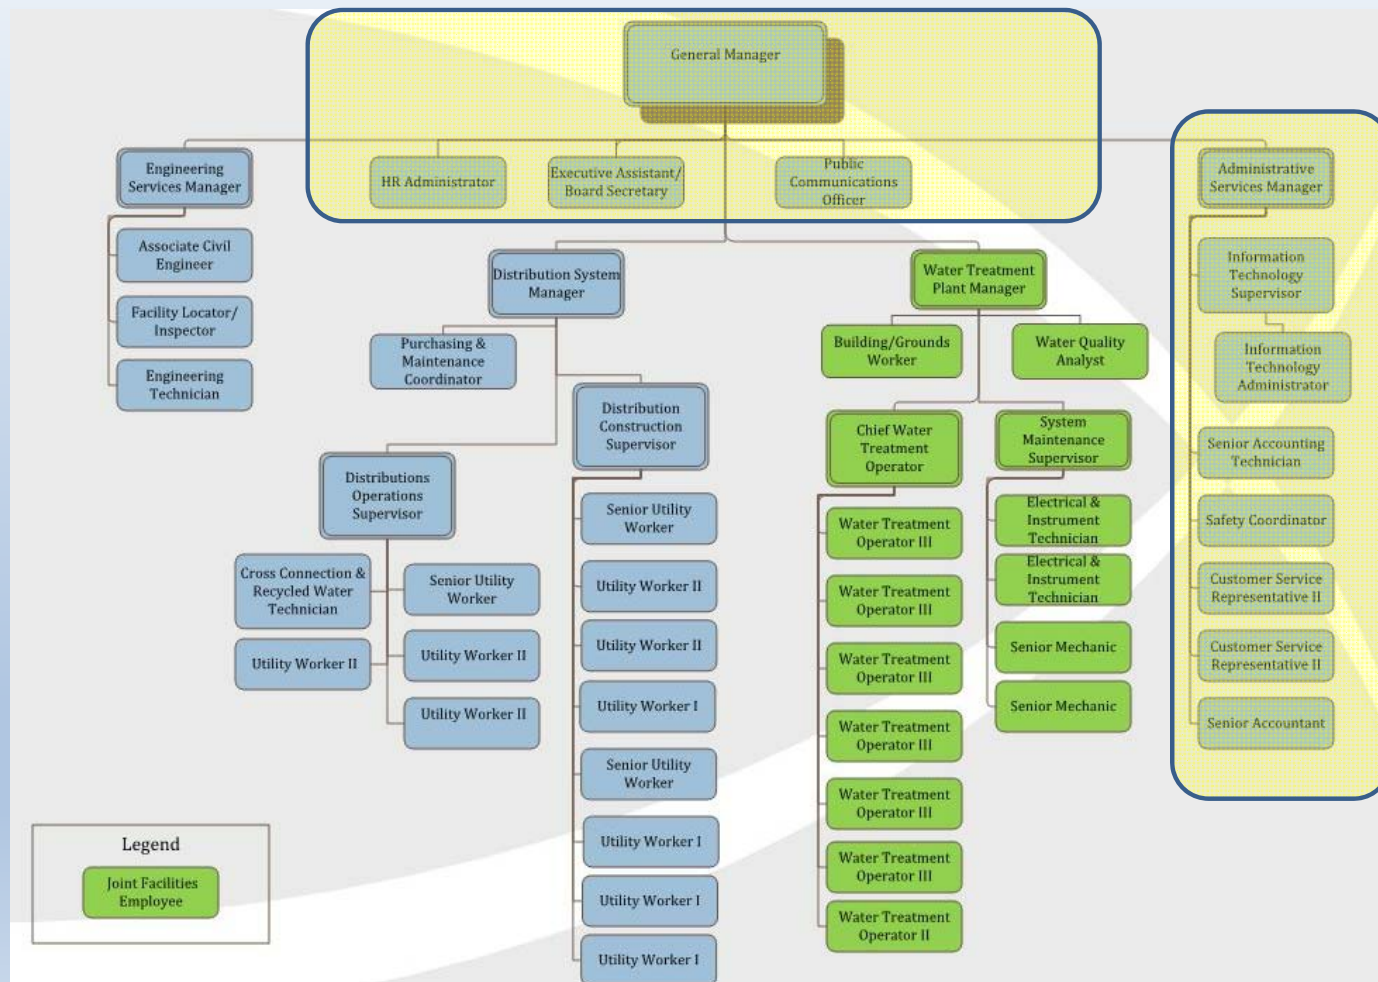 General Manager
HR Administrator
Executive Assistant/
Board Secretary
Public
Communications
Officer
Engineering
Services Manager
Associate Civil
Engineer
Facility Locator/
Inspector
Engineering
Technician
Distribution System
Manager
Purchasing &
Maintenance
Coordinator
Distributions
Operations
Supervisor
Cross Connection &
Recycled Water
Technician
Utility Worker II
Senior Utility
Worker
Utility Worker II
Utility Worker II
Distribution
Construction
Supervisor
Senior Utility
Worker
Utility Worker II
Utility Worker II
Utility Worker I
Senior Utility
Worker
Utility Worker I
Utility Worker I
Utility Worker I
Water Treatment
Plant Manager
Building/Grounds
Worker
Water Quality
Analyst
Chief Water
Treatment
Operator
Water Treatment
Operator III
Water Treatment
Operator III
Water Treatment
Operator III
Water Treatment
Operator III
Water Treatment
Operator III
Water Treatment
Operator III
Water Treatment
Operator II
System
Maintenance
Supervisor
Electrical &
Instrument
Technician
Electrical &
Instrument
Technician
Senior Mechanic
Senior Mechanic
Administrative
Services Manager
Information
Technology
Supervisor
Information
Technology
Administrator
Senior Accounting
Technician
Safety Coordinator
Customer Service
Representative II
Customer Service
Representative II
Senior Accountant
Legend
Joint Facilities
Employee